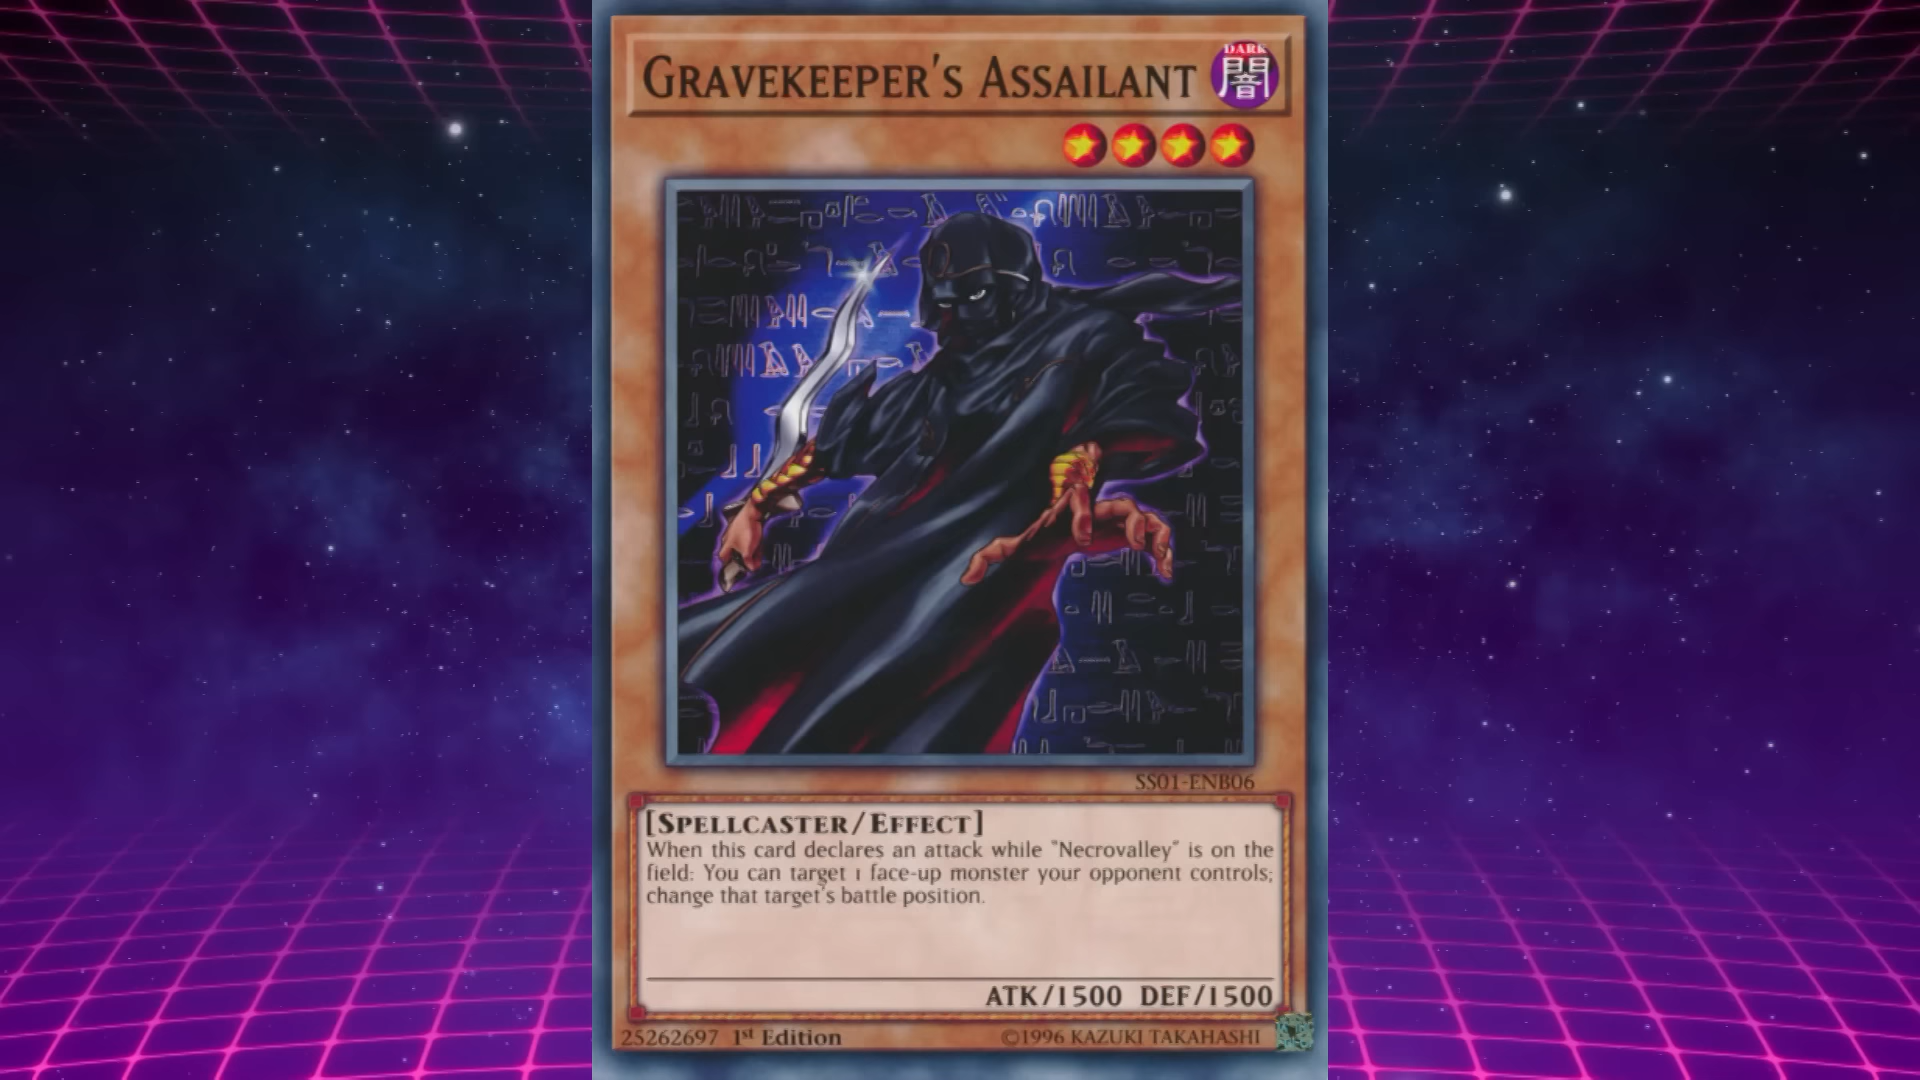 GRAVEKEEPER'S ASSAILANT
DARK
闇
SS01-ENB06
[SPELLCASTER/EFFECT]
When this card declares an attack while "Necrovalley" is on the
field: You can target 1 face-up monster your opponent controls;
change that target's battle position.
ATK/1500 DEF/1500
25262697 1st Edition ©1996 KAZUKI TAKAHASHI